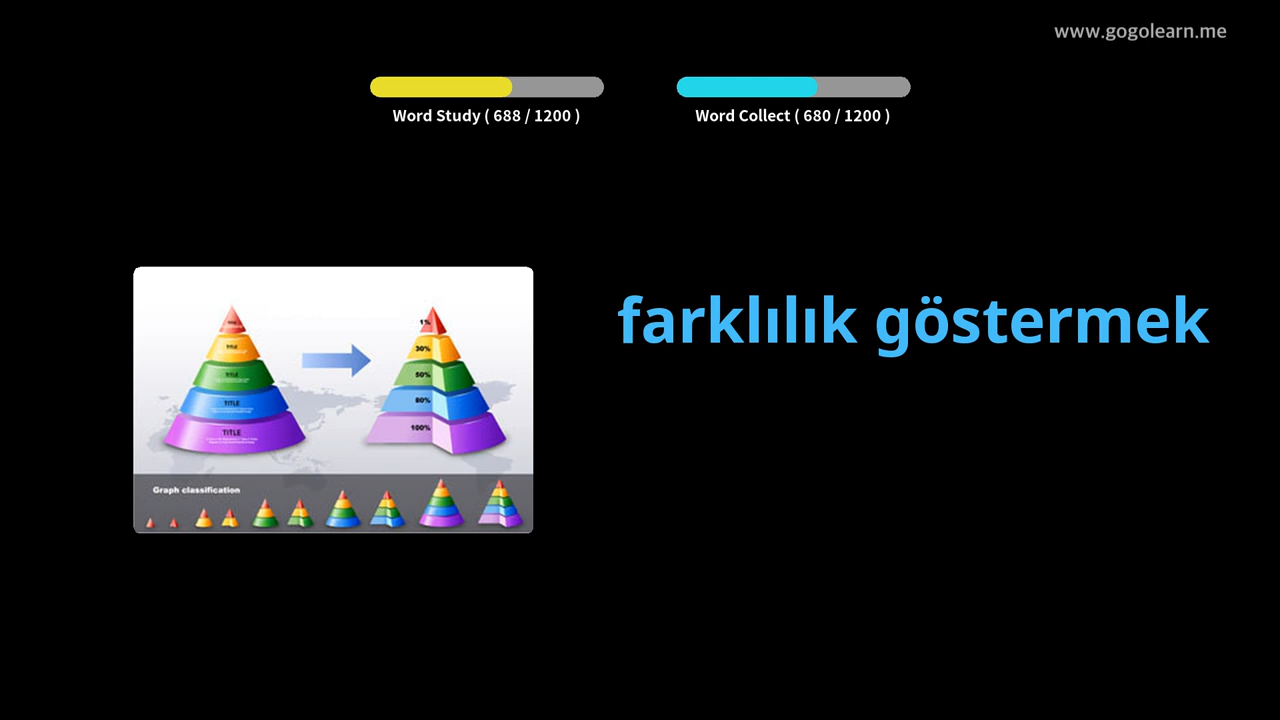 www.gogolearn.me
Word Study ( 688 / 1200 )
Word Collect ( 680 / 1200 )
farklılık göstermek
1%
TITLE
30%
TITLE
50%
TITLE
80%
TITLE
100%
Graph classification